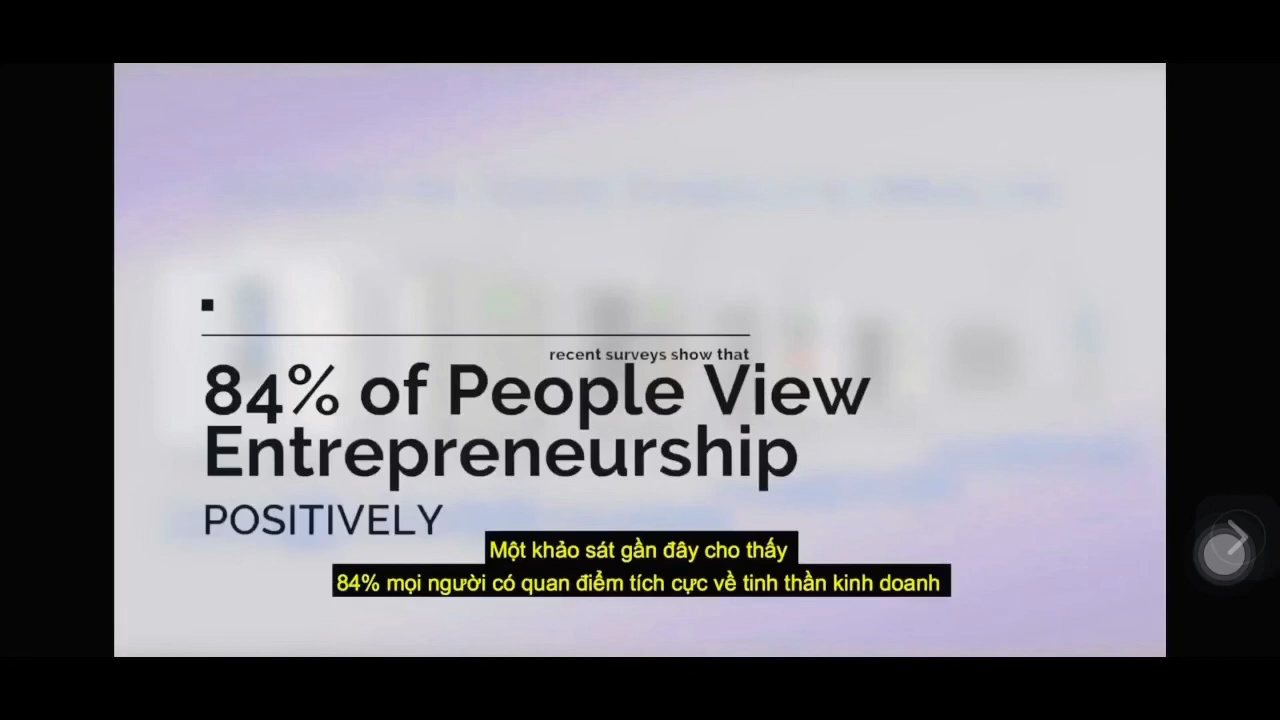 recent surveys show that
84% of People View
Entrepreneurship
POSITIVELY
Một khảo sát gần đây cho thấy
84% mọi người có quan điểm tích cực về tinh thần kinh doanh